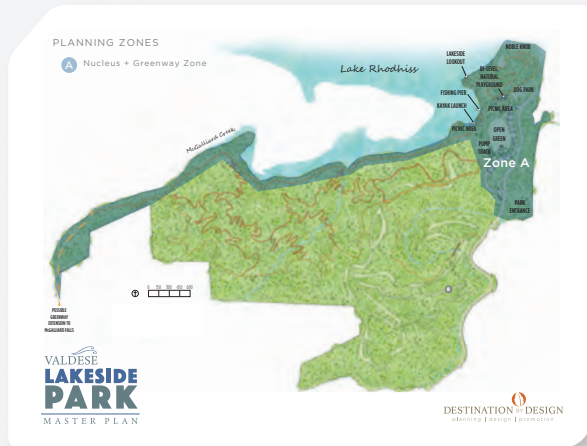 PLANNING ZONES
A Nucleus + Greenway Zone
Lake Rhodhiss
McGalliard Creek
NOBLE KNOB
LAKESIDE
LOOKOUT
BI-LEVEL
NATURAL
PLAYGROUND
DOG PARK
FISHING PIER
PICNIC AREA
KAYAK LAUNCH
PICNIC AREA
OPEN
GREEN
PUMP
TRACK
Zone A
PARK
ENTRANCE
POSSIBLE
GREENWAY
EXTENSION TO
McGALLIARD FALLS
VALDESE
LAKESIDE
PARK
MASTER PLAN
DESTINATION BY DESIGN
planning | design | promotion